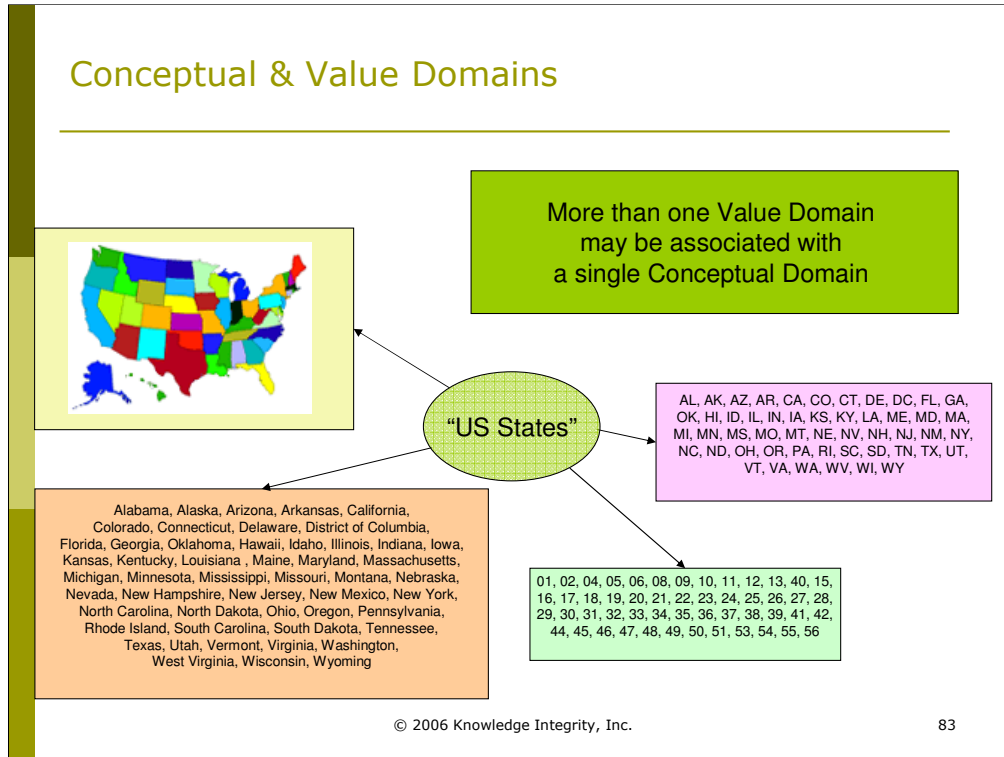 Conceptual & Value Domains
More than one Value Domain
may be associated with
a single Conceptual Domain
“US States”
AL, AK, AZ, AR, CA, CO, CT, DE, DC, FL, GA,
OK, HI, ID, IL, IN, IA, KS, KY, LA, ME, MD, MA,
MI, MN, MS, MO, MT, NE, NV, NH, NJ, NM, NY,
NC, ND, OH, OR, PA, RI, SC, SD, TN, TX, UT,
VT, VA, WA, WV, WI, WY
Alabama, Alaska, Arizona, Arkansas, California,
Colorado, Connecticut, Delaware, District of Columbia,
Florida, Georgia, Oklahoma, Hawaii, Idaho, Illinois, Indiana, Iowa,
Kansas, Kentucky, Louisiana , Maine, Maryland, Massachusetts,
Michigan, Minnesota, Mississippi, Missouri, Montana, Nebraska,
Nevada, New Hampshire, New Jersey, New Mexico, New York,
North Carolina, North Dakota, Ohio, Oregon, Pennsylvania,
Rhode Island, South Carolina, South Dakota, Tennessee,
Texas, Utah, Vermont, Virginia, Washington,
West Virginia, Wisconsin, Wyoming
01, 02, 04, 05, 06, 08, 09, 10, 11, 12, 13, 40, 15,
16, 17, 18, 19, 20, 21, 22, 23, 24, 25, 26, 27, 28,
29, 30, 31, 32, 33, 34, 35, 36, 37, 38, 39, 41, 42,
44, 45, 46, 47, 48, 49, 50, 51, 53, 54, 55, 56
© 2006 Knowledge Integrity, Inc.
83